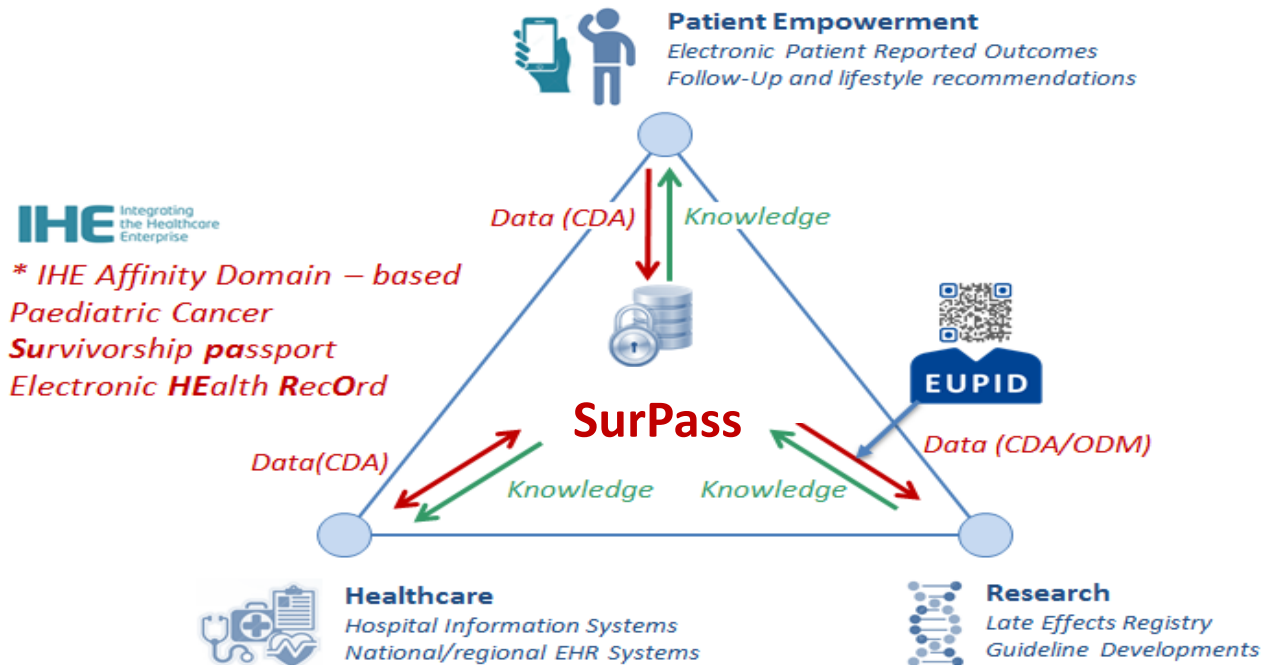 Patient Empowerment
Electronic Patient Reported Outcomes
Follow-Up and lifestyle recommendations
Data (CDA)
Knowledge
IHE Integrating
the Healthcare
Enterprise
* IHE Affinity Domain – based
Paediatric Cancer
Survivorship passport
Electronic HEalth RecOrd
EUPID
SurPass
Data(CDA)
Data (CDA/ODM)
Knowledge
Knowledge
Healthcare
Hospital Information Systems
National/regional EHR Systems
Research
Late Effects Registry
Guideline Developments